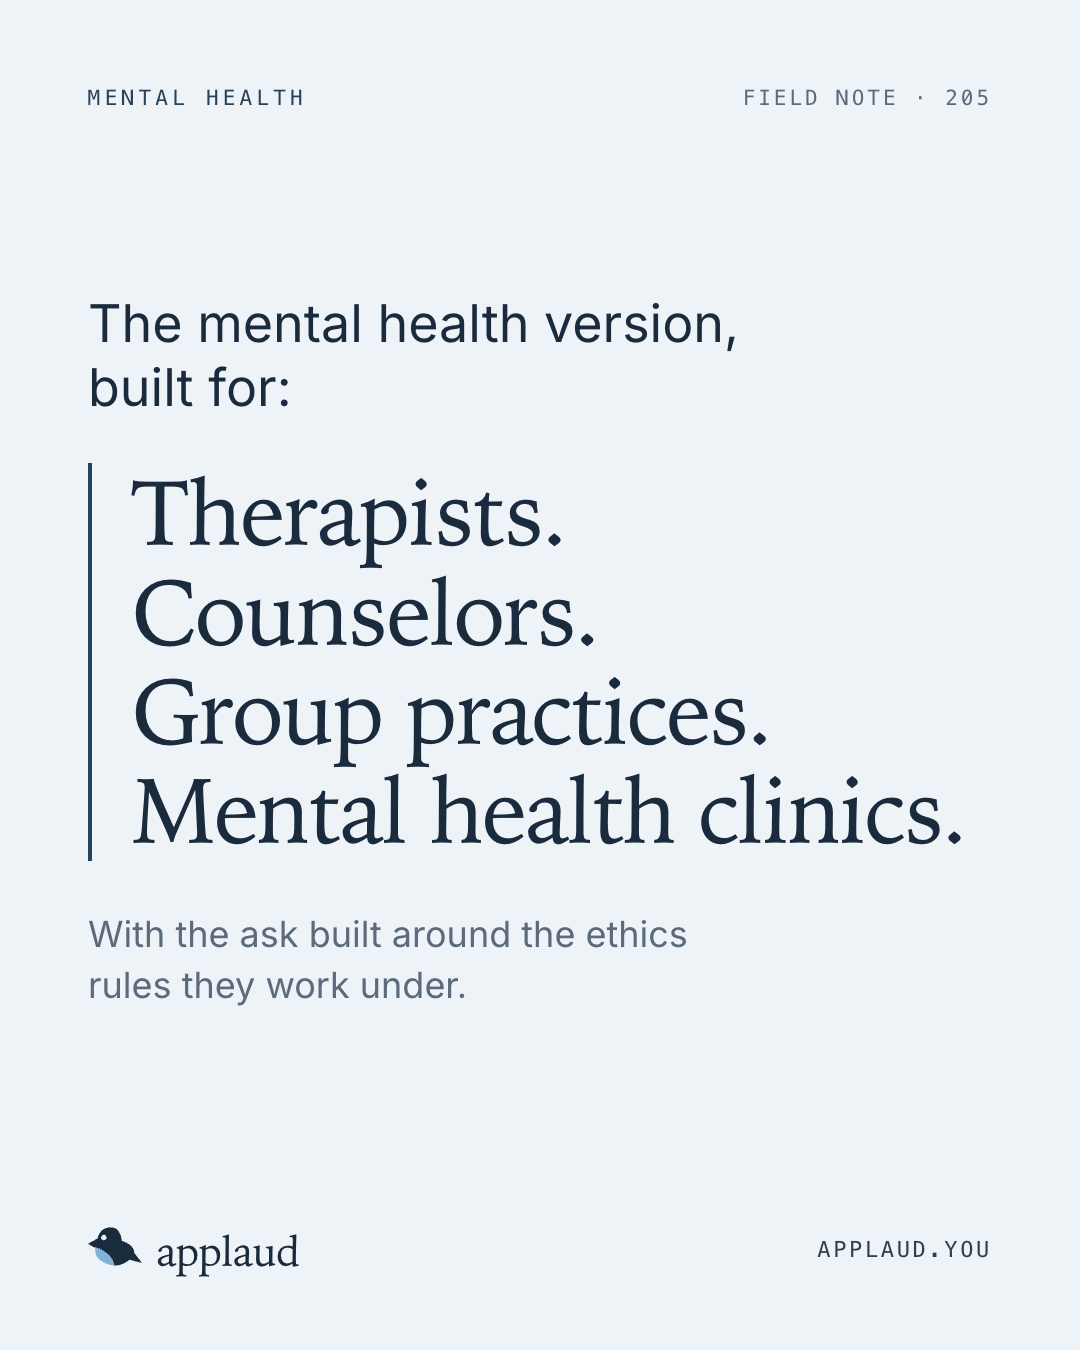 MENTAL HEALTH
FIELD NOTE · 205
The mental health version,
built for:
Therapists.
Counselors.
Group practices.
Mental health clinics.
With the ask built around the ethics
rules they work under.
applaud
APPLAUD.YOU